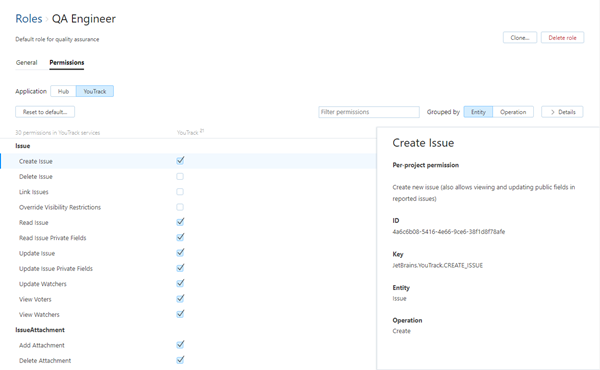 Roles › QA Engineer
Default role for quality assurance
Clone...
Delete role
General
Permissions
Application
Hub
YouTrack
Reset to default...
Filter permissions
Grouped by
Entity
Operation
> Details
32 permissions in YouTrack services
YouTrack
Issue
Create Issue
Delete Issue
Link Issues
Override Visibility Restrictions
Read Issue
Read Issue Private Fields
Update Issue
Update Issue Private Fields
Update Watchers
View Voters
View Watchers
IssueAttachment
Add Attachment
Delete Attachment
Create Issue
Per-project permission
Create new issue (also allows viewing and updating public fields in
reported issues)
ID
4a6c6b08-5416-4e66-9ce6-38f1d8f78afe
Key
JetBrains.YouTrack.CREATE_ISSUE
Entity
Issue
Operation
Create